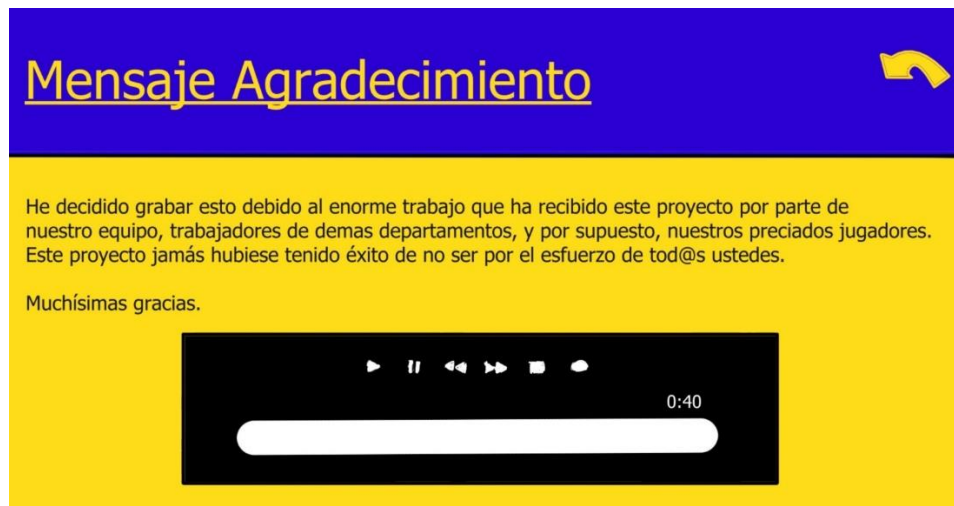 Mensaje Agradecimiento
He decidido grabar esto debido al enorme trabajo que ha recibido este proyecto por parte de
nuestro equipo, trabajadores de demas departamentos, y por supuesto, nuestros preciados jugadores.
Este proyecto jamás hubiese tenido éxito de no ser por el esfuerzo de tod@s ustedes.
Muchísimas gracias.
0:40